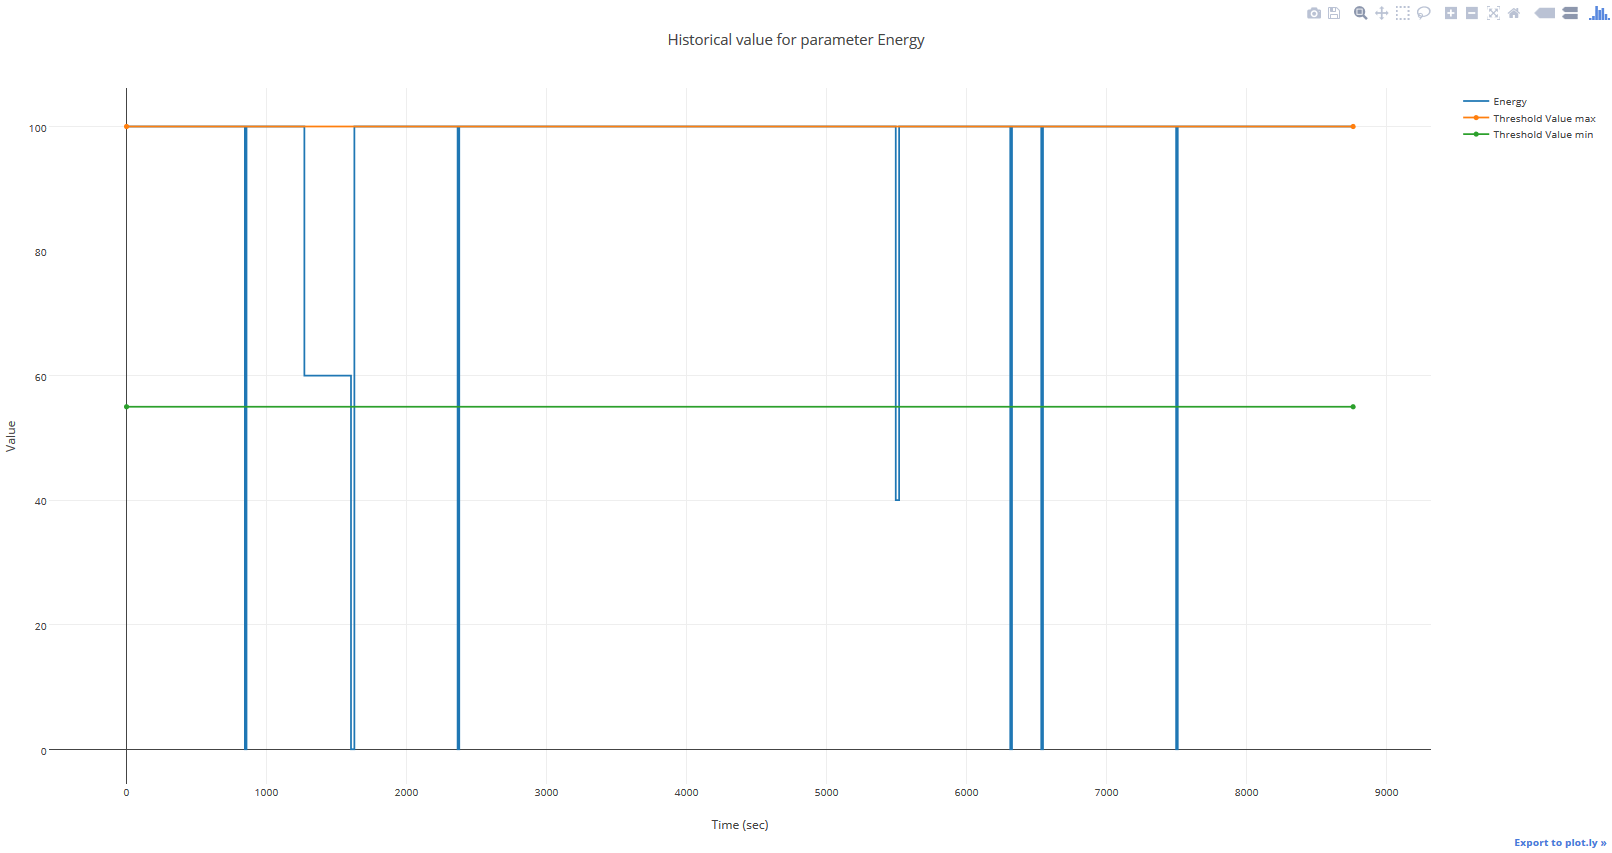 Historical value for parameter Energy
Energy
Threshold Value max
Threshold Value min
100
80
60
40
20
0
Value
0 1000 2000 3000 4000 5000 6000 7000 8000 9000
Time (sec)
Export to plot.ly »